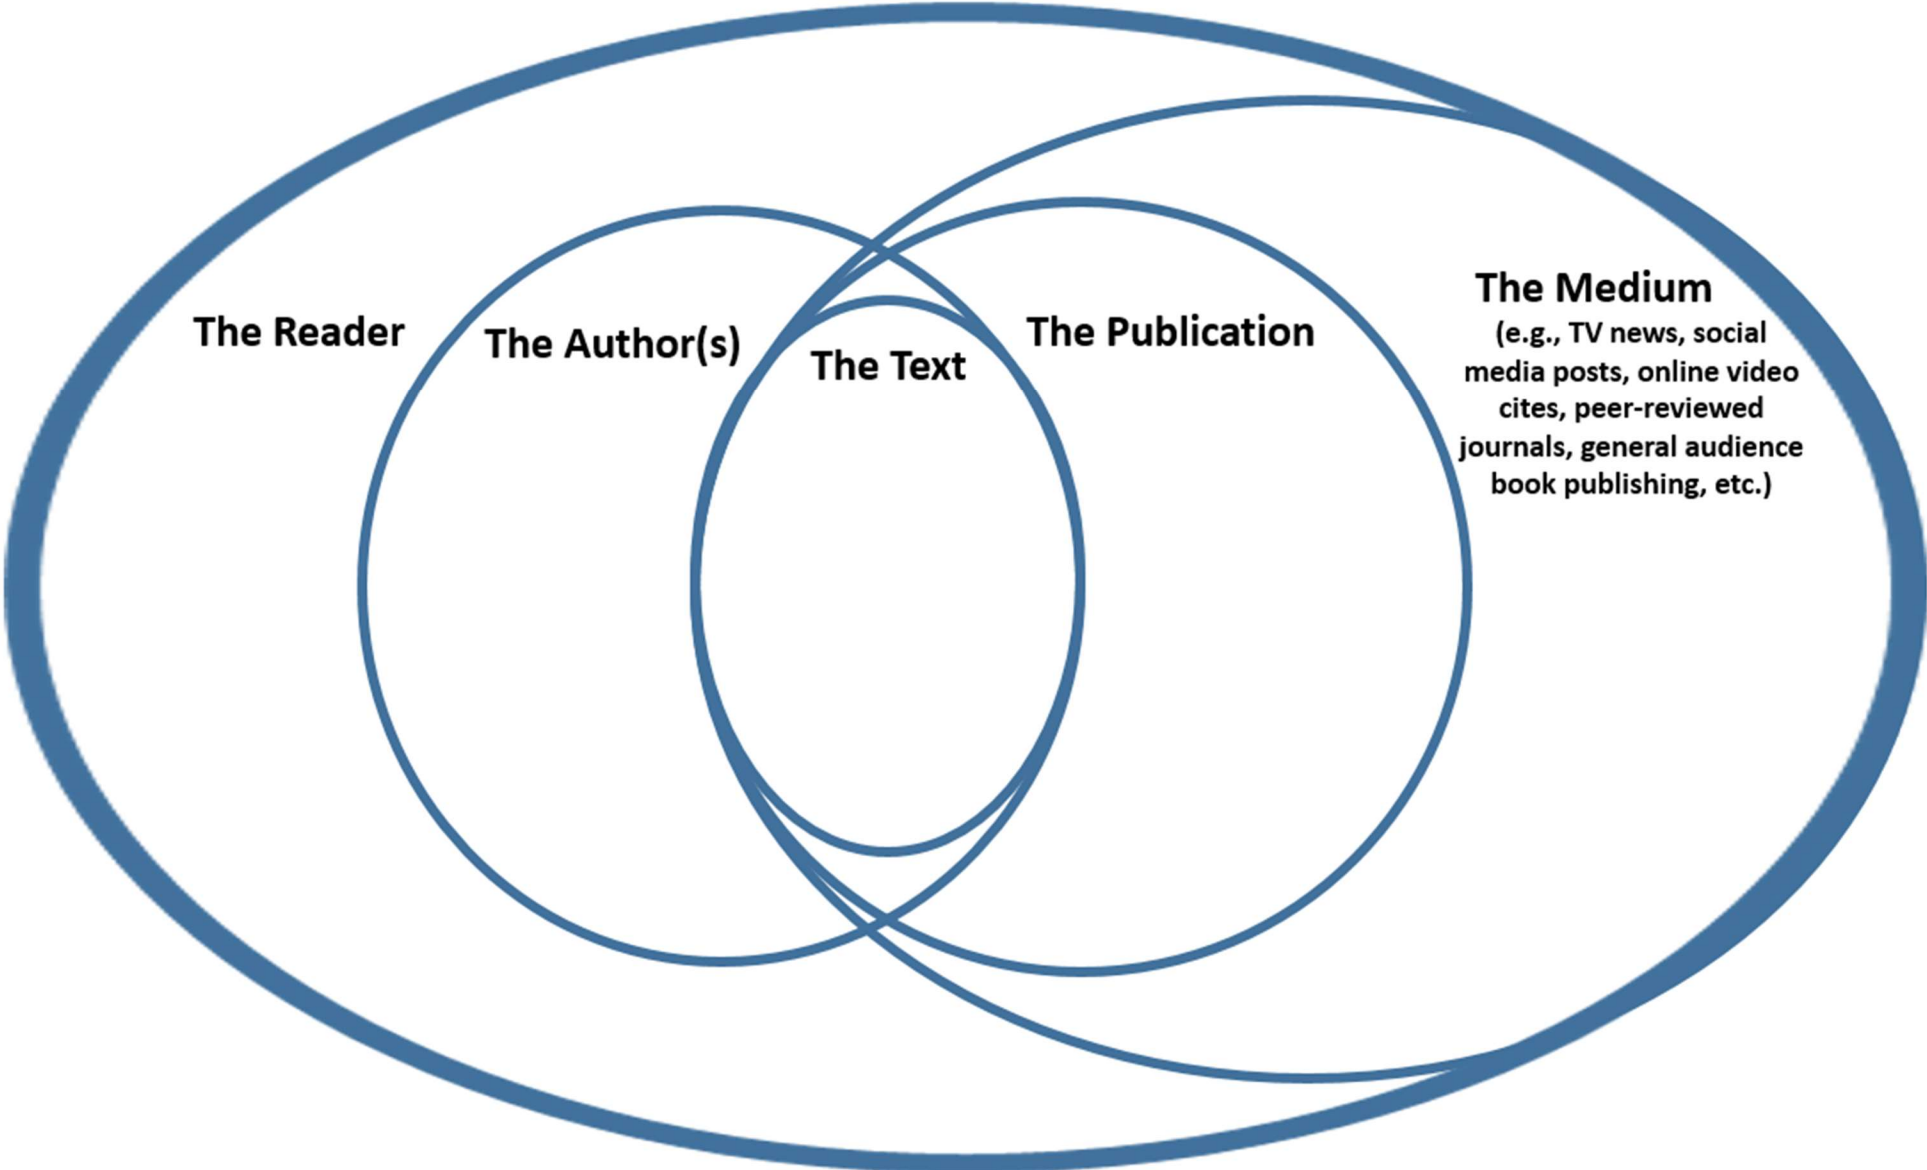 The Reader
The Author(s)
The Text
The Publication
The Medium
(e.g., TV news, social
media posts, online video
cites, peer-reviewed
journals, general audience
book publishing, etc.)